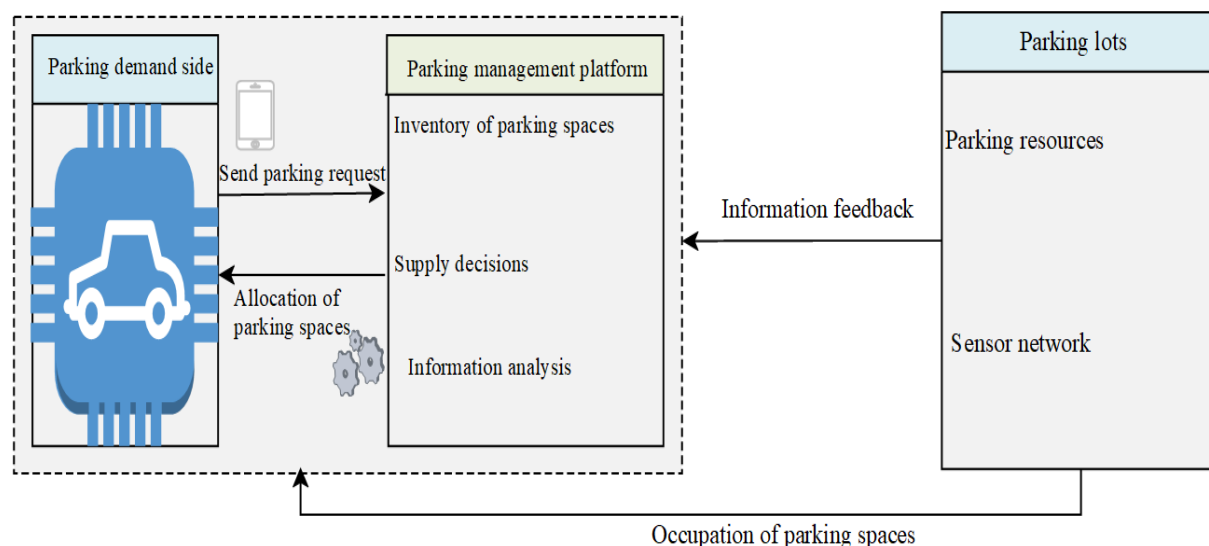 Parking demand side
Parking management platform
Parking lots
Inventory of parking spaces
Parking resources
Send parking request
Information feedback
Supply decisions
Allocation of
parking spaces
Sensor network
Information analysis
Occupation of parking spaces